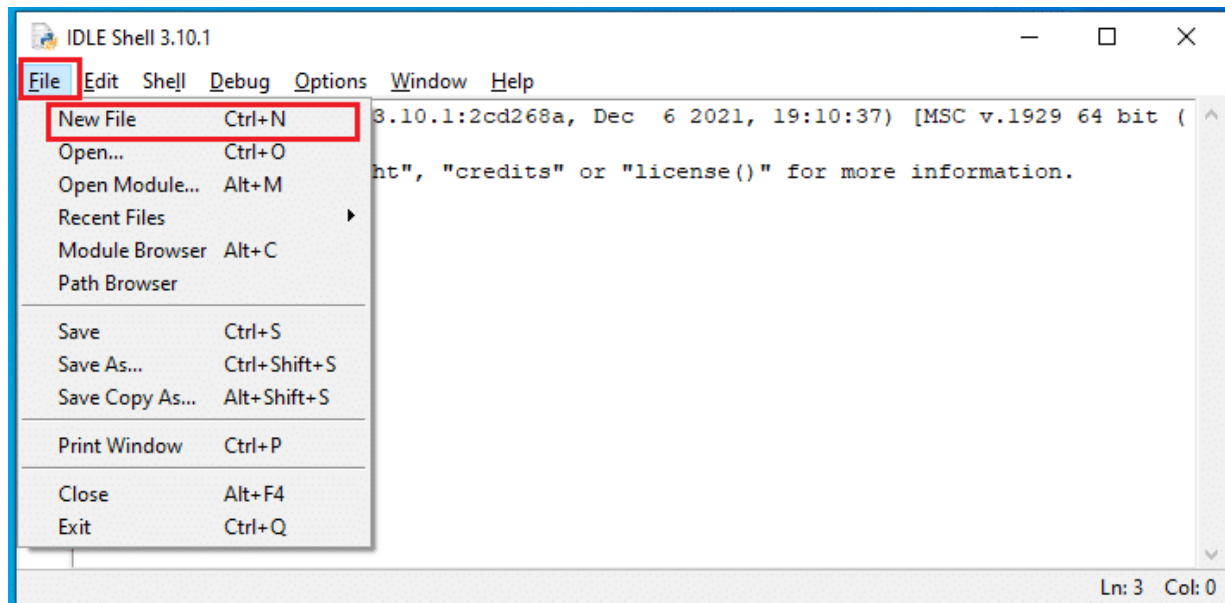 IDLE Shell 3.10.1
File Edit Shell Debug Options Window Help
New File Ctrl+N
3.10.1:2cd268a, Dec 6 2021, 19:10:37) [MSC v.1929 64 bit (
Open... Ctrl+O
ht", "credits" or "license()" for more information.
Open Module... Alt+M
Recent Files
Module Browser Alt+C
Path Browser
Save Ctrl+S
Save As... Ctrl+Shift+S
Save Copy As... Alt+Shift+S
Print Window Ctrl+P
Close Alt+F4
Exit Ctrl+Q
Ln: 3 Col: 0